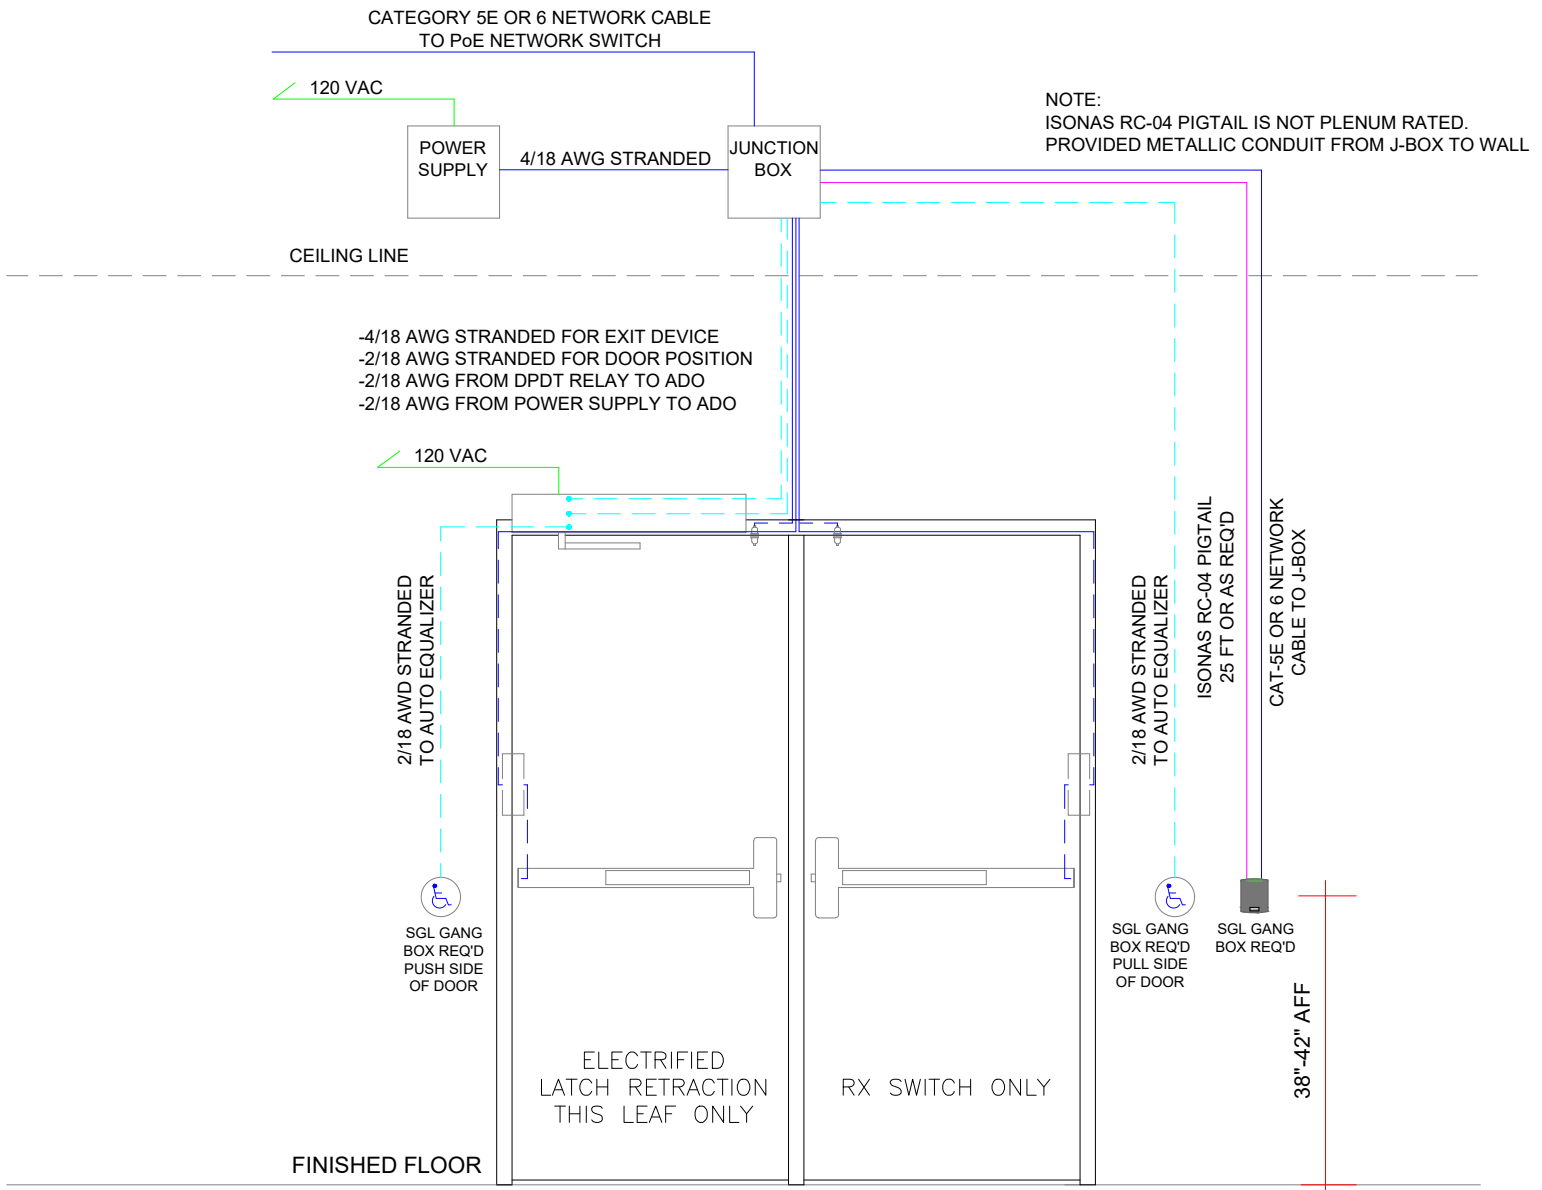 CATEGORY 5E OR 6 NETWORK CABLE
TO PoE NETWORK SWITCH
120 VAC
NOTE:
ISONAS RC-04 PIGTAIL IS NOT PLENUM RATED.
PROVIDED METALLIC CONDUIT FROM J-BOX TO WALL
POWER
SUPPLY
4/18 AWG STRANDED
JUNCTION
BOX
CEILING LINE
-4/18 AWG STRANDED FOR EXIT DEVICE
-2/18 AWG STRANDED FOR DOOR POSITION
-2/18 AWG FROM DPDT RELAY TO ADO
-2/18 AWG FROM POWER SUPPLY TO ADO
120 VAC
2/18 AWD STRANDED
TO AUTO EQUALIZER
2/18 AWD STRANDED
TO AUTO EQUALIZER
ISONAS RC-04 PIGTAIL
25 FT OR AS REQ'D
CAT-5E OR 6 NETWORK
CABLE TO J-BOX
SGL GANG
BOX REQ'D
PUSH SIDE
OF DOOR
SGL GANG
BOX REQ'D
PULL SIDE
OF DOOR
SGL GANG
BOX REQ'D
38"-42" AFF
ELECTRIFIED
LATCH RETRACTION
THIS LEAF ONLY
RX SWITCH ONLY
FINISHED FLOOR